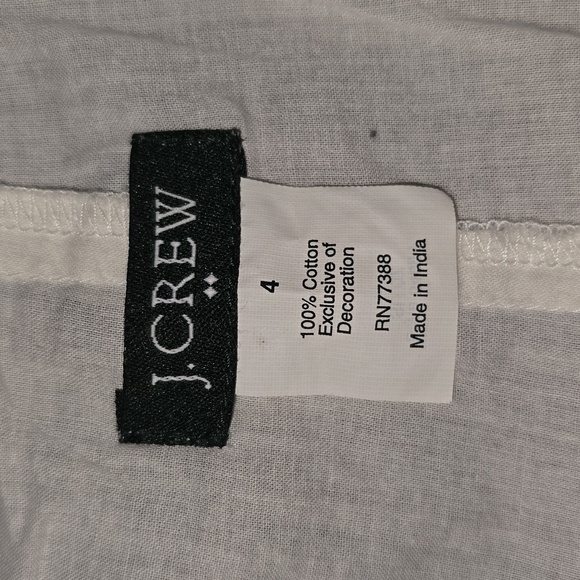 J.CREW
4
100% Cotton
Exclusive of
Decoration
RN77388
Made in India